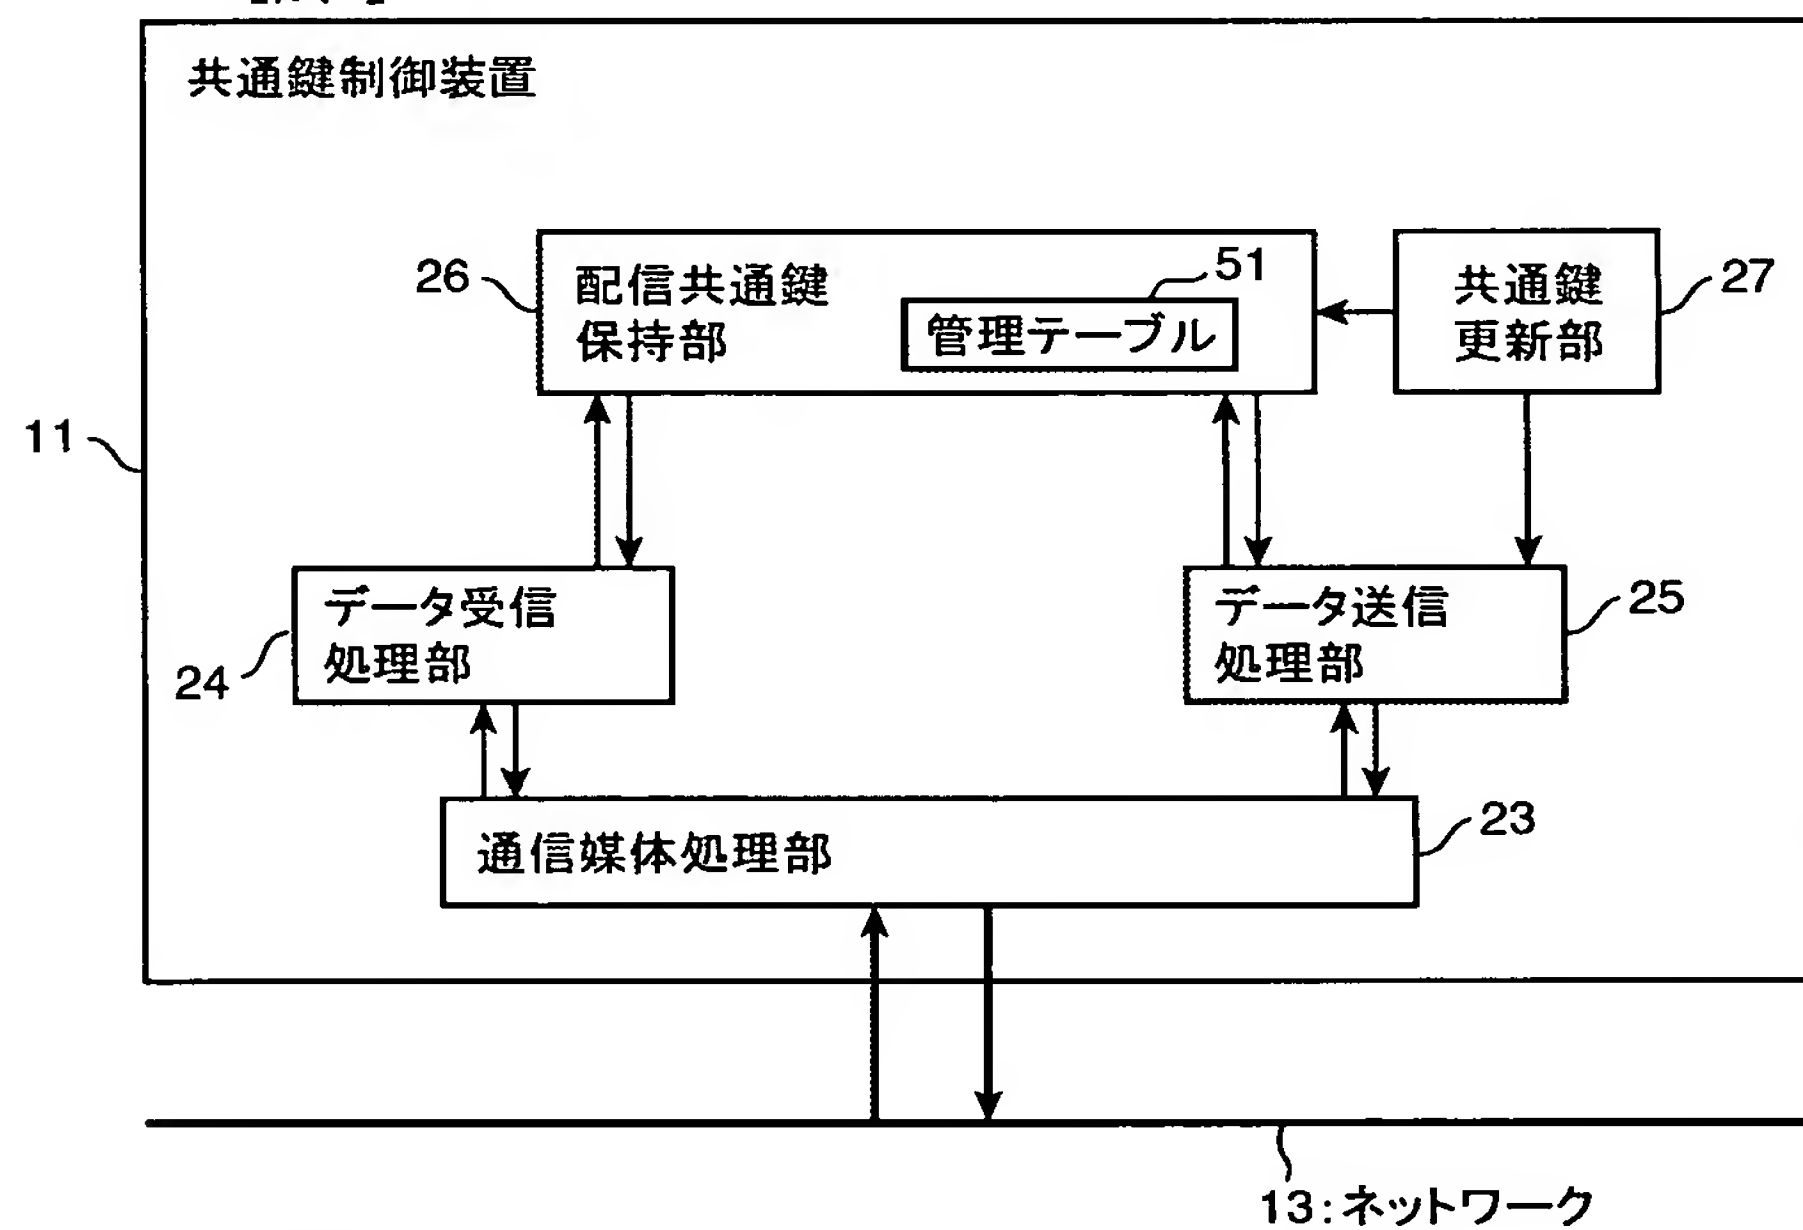 共通鍵制御装置
26
配信共通鍵
保持部
51
管理テーブル
共通鍵
更新部
27
11
24
データ受信
処理部
データ送信
処理部
25
通信媒体処理部
23
13:ネットワーク